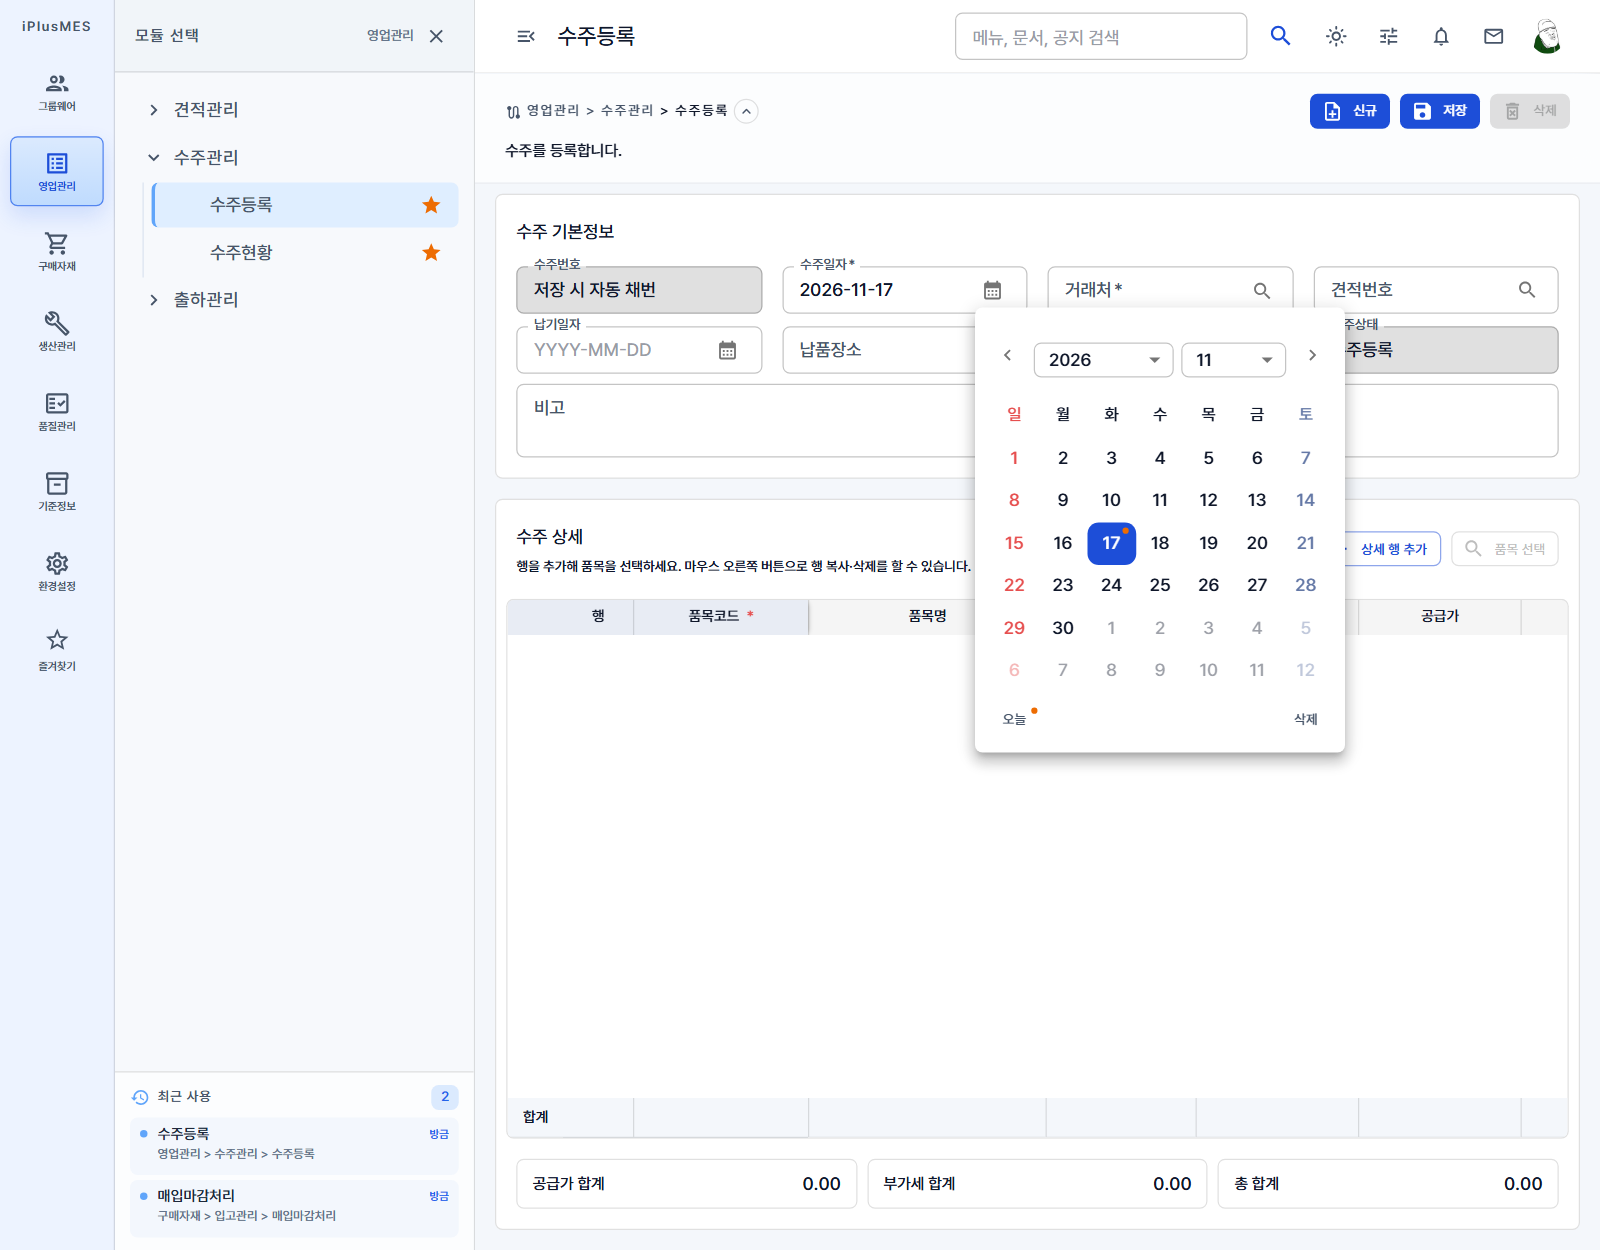 iPlusMES
그룹웨어
영업관리
구매자재
생산관리
품질관리
기준정보
환경설정
즐겨찾기
모듈 선택
영업관리
견적관리
수주관리
수주등록
수주현황
출하관리
최근 사용
2
수주등록
방금
영업관리 > 수주관리 > 수주등록
매입마감처리
방금
구매자재 > 입고관리 > 매입마감처리
수주등록
메뉴, 문서, 공지 검색
영업관리 > 수주관리 > 수주등록
신규
저장
삭제
수주를 등록합니다.
수주 기본정보
수주번호
저장 시 자동 채번
수주일자*
2026-11-17
거래처*
견적번호
납기일자
YYYY-MM-DD
납품장소
주상태
주등록
비고
2026
11
일 월 화 수 목 금 토
1 2 3 4 5 6 7
8 9 10 11 12 13 14
15 16 17 18 19 20 21
22 23 24 25 26 27 28
29 30 1 2 3 4 5
6 7 8 9 10 11 12
오늘
삭제
수주 상세
행을 추가해 품목을 선택하세요. 마우스 오른쪽 버튼으로 행 복사·삭제를 할 수 있습니다.
상세 행 추가
품목 선택
행
품목코드 *
품목명
공급가
합계
공급가 합계
0.00
부가세 합계
0.00
총 합계
0.00